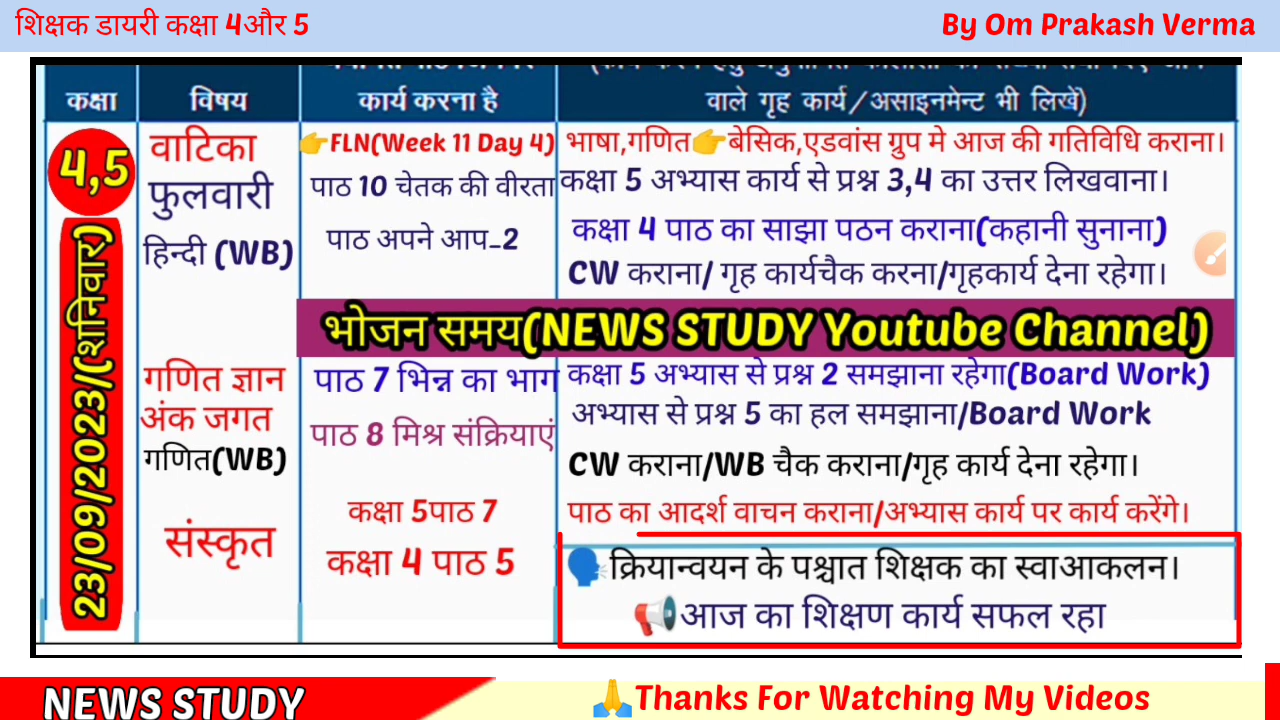 शिक्षक डायरी कक्षा 4और 5
By Om Prakash Verma
कक्षा
विषय
कार्य करना है
वाले गृह कार्य/असाइनमेन्ट भी लिखें)
4,5
23/09/2023/(शनिवार)
वाटिका
👉FLN(Week 11 Day 4)
भाषा,गणित👉बेसिक,एडवांस ग्रुप मे आज की गतिविधि कराना।
फुलवारी
पाठ 10 चेतक की वीरता
कक्षा 5 अभ्यास कार्य से प्रश्न 3,4 का उत्तर लिखवाना।
हिन्दी (WB)
पाठ अपने आप-2
कक्षा 4 पाठ का साझा पठन कराना(कहानी सुनाना)
CW कराना/ गृह कार्यचैक करना/गृहकार्य देना रहेगा।
भोजन समय(NEWS STUDY Youtube Channel)
गणित ज्ञान
पाठ 7 भिन्न का भाग
कक्षा 5 अभ्यास से प्रश्न 2 समझाना रहेगा(Board Work)
अंक जगत
पाठ 8 मिश्र संक्रियाएं
अभ्यास से प्रश्न 5 का हल समझाना/Board Work
गणित(WB)
CW कराना/WB चैक कराना/गृह कार्य देना रहेगा।
संस्कृत
कक्षा 5पाठ 7
पाठ का आदर्श वाचन कराना/अभ्यास कार्य पर कार्य करेंगे।
कक्षा 4 पाठ 5
🗣️क्रियान्वयन के पश्चात शिक्षक का स्वाआकलन।
📢आज का शिक्षण कार्य सफल रहा
NEWS STUDY
🙏Thanks For Watching My Videos